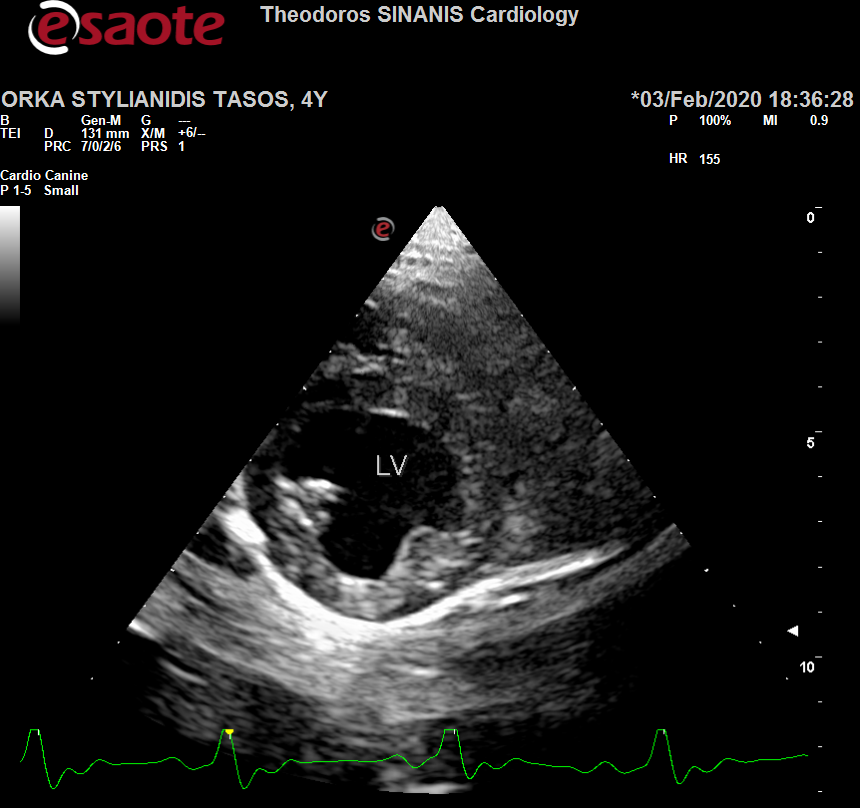 esaote
Theodoros SINANIS Cardiology
ORKA STYLIANIDIS TASOS, 4Y
*03/Feb/2020 18:36:28
B Gen-M G ---
TEI D 131 mm X/M +6/--
PRC 7/0/2/6 PRS 1
P 100% MI 0.9
HR 155
Cardio Canine
P 1-5 Small
e
0
5
LV
10